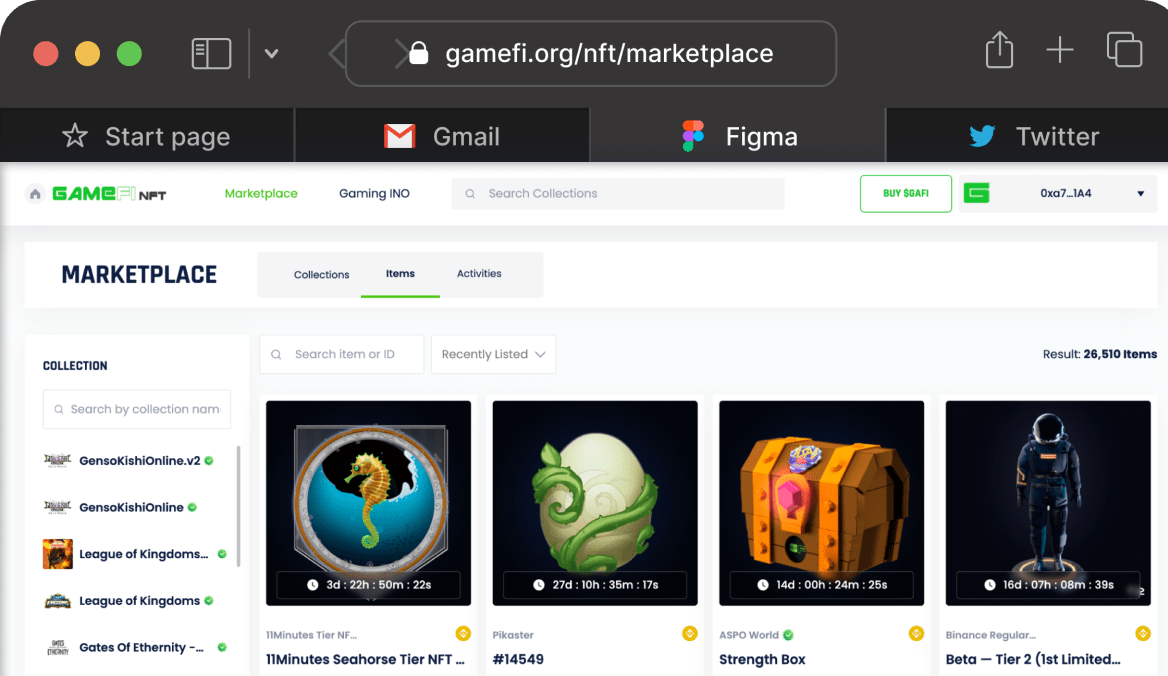 gamefi.org/nft/marketplace
Start page
Gmail
Figma
Twitter
GAMEFI NFT
Marketplace
Gaming INO
Search Collections
BUY $GAFI
0xa7...1A4
MARKETPLACE
Collections
Items
Activities
COLLECTION
Search item or ID
Recently Listed
Result: 26,510 Items
Search by collection nam
GensoKishiOnline.v2
GensoKishiOnline
League of Kingdoms...
League of Kingdoms
Gates Of Ethernity -...
3d : 22h : 50m : 22s
27d : 10h : 35m : 17s
14d : 00h : 24m : 25s
16d : 07h : 08m : 39s
11Minutes Tier NF...
Pikaster
ASPO World
Binance Regular...
11Minutes Seahorse Tier NFT ...
#14549
Strength Box
Beta — Tier 2 (1st Limited...